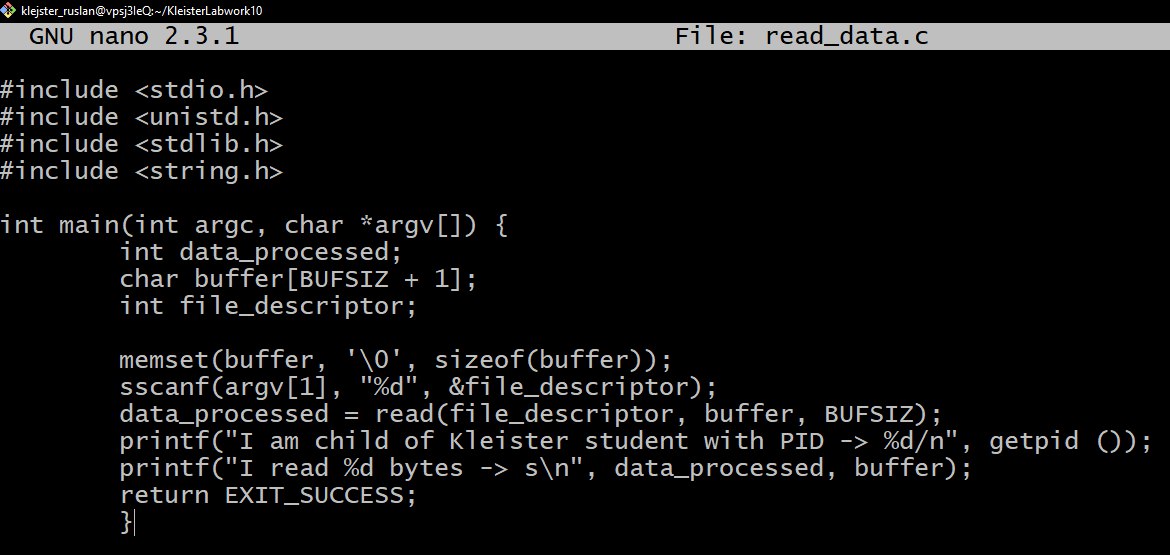 klejster_ruslan@vpsj3leQ:~/KleisterLabwork10
GNU nano 2.3.1 File: read_data.c
#include <stdio.h>
#include <unistd.h>
#include <stdlib.h>
#include <string.h>
int main(int argc, char *argv[]) {
int data_processed;
char buffer[BUFSIZ + 1];
int file_descriptor;
memset(buffer, '\0', sizeof(buffer));
sscanf(argv[1], "%d", &file_descriptor);
data_processed = read(file_descriptor, buffer, BUFSIZ);
printf("I am child of Kleister student with PID -> %d/n", getpid ());
printf("I read %d bytes -> s\n", data_processed, buffer);
return EXIT_SUCCESS;
}